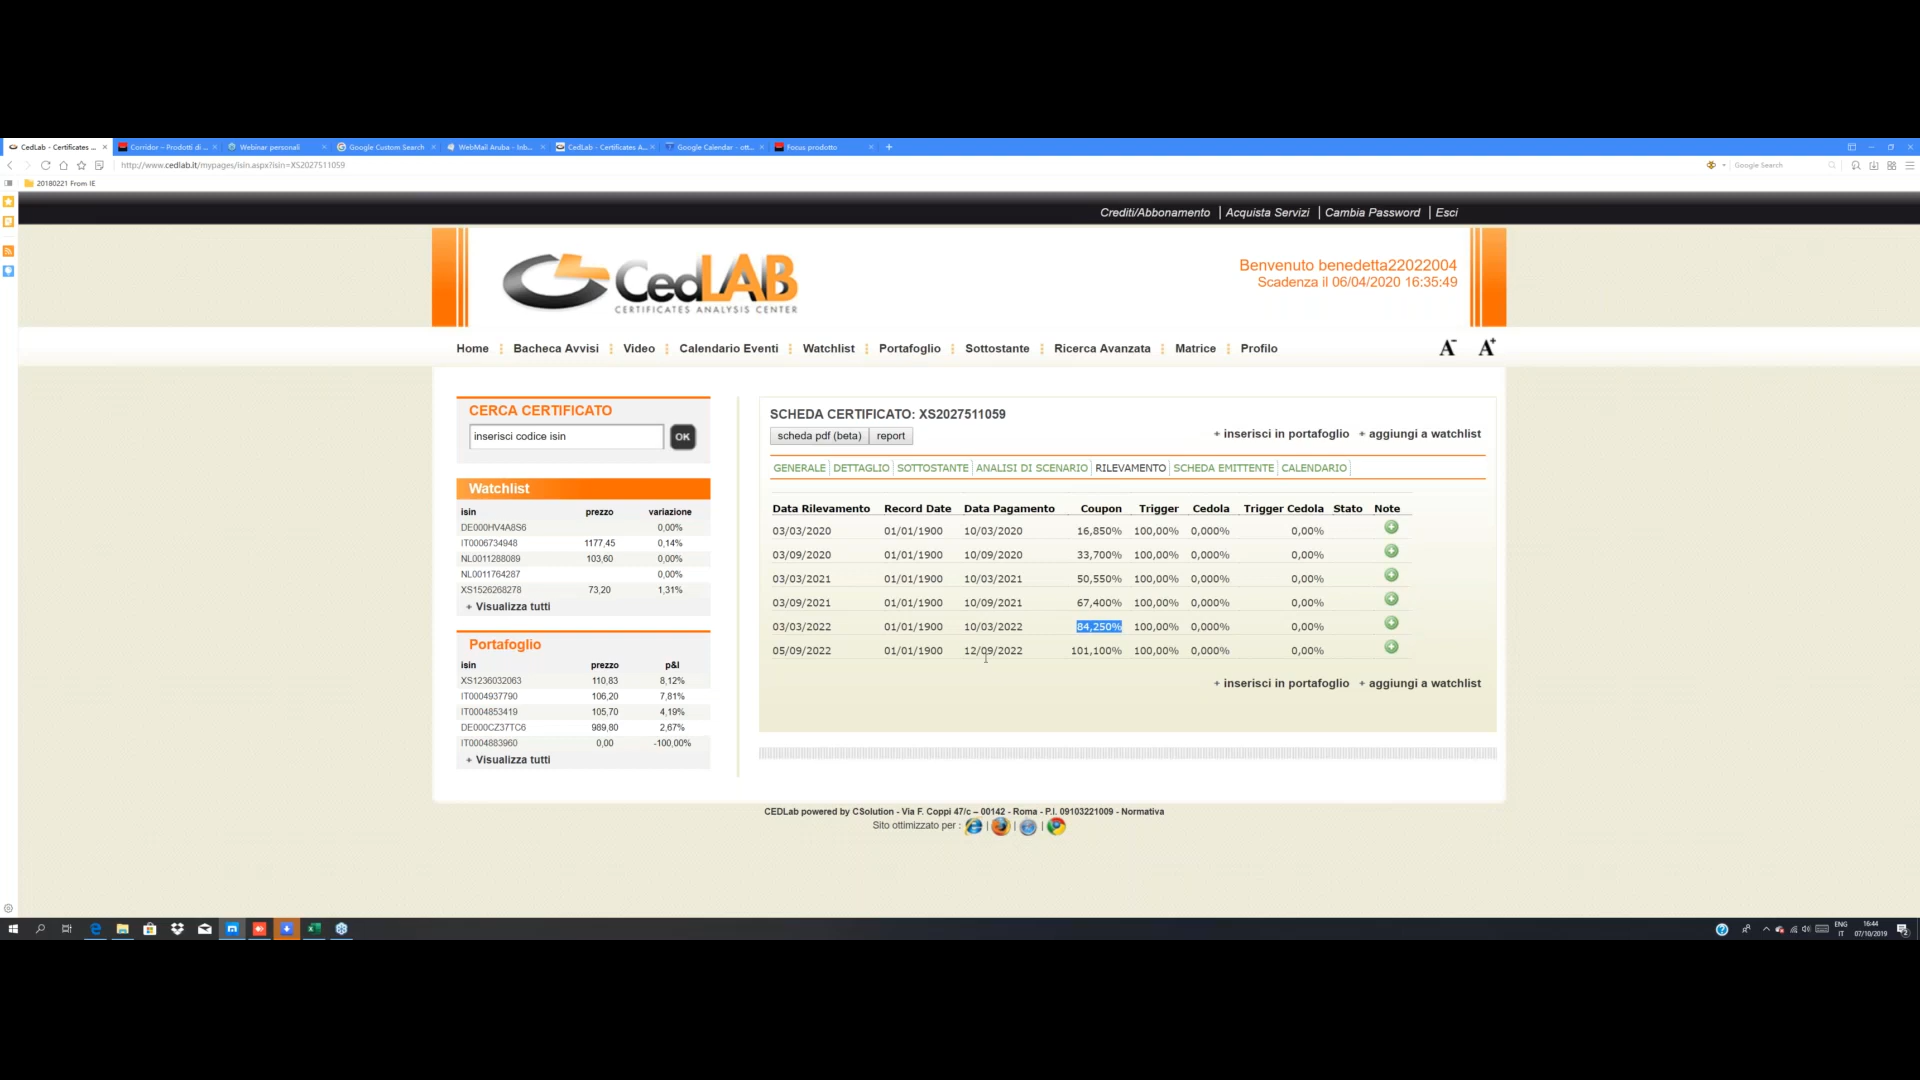 CedLab - Certificates ...
Corridor – Prodotti di ...
Webinar personali
Google Custom Search
WebMail Aruba - Inb...
CedLab - Certificates A...
Google Calendar - ott...
Focus prodotto
http://www.cedlab.it/mypages/isin.aspx?isin=XS2027511059
Google Search
20180221 From IE
Crediti/Abbonamento | Acquista Servizi | Cambia Password | Esci
CedLAB
CERTIFICATES ANALYSIS CENTER
Benvenuto benedetta22022004
Scadenza il 06/04/2020 16:35:49
Home Bacheca Avvisi Video Calendario Eventi Watchlist Portafoglio Sottostante Ricerca Avanzata Matrice Profilo A- A+
CERCA CERTIFICATO
inserisci codice isin OK
Watchlist
isin prezzo variazione
DE000HV4A8S6 0,00%
IT0006734948 1177,45 0,14%
NL0011288089 103,60 0,00%
NL0011764287 0,00%
XS1526268278 73,20 1,31%
+ Visualizza tutti
Portafoglio
isin prezzo p&l
XS1236032063 110,83 8,12%
IT0004937790 106,20 7,81%
IT0004853419 105,70 4,19%
DE000CZ37TC6 989,80 2,67%
IT0004883960 0,00 -100,00%
+ Visualizza tutti
SCHEDA CERTIFICATO: XS2027511059
scheda pdf (beta) report
+ inserisci in portafoglio + aggiungi a watchlist
GENERALE | DETTAGLIO | SOTTOSTANTE | ANALISI DI SCENARIO | RILEVAMENTO | SCHEDA EMITTENTE | CALENDARIO |
Data Rilevamento Record Date Data Pagamento Coupon Trigger Cedola Trigger Cedola Stato Note
03/03/2020 01/01/1900 10/03/2020 16,850% 100,00% 0,000% 0,00%
03/09/2020 01/01/1900 10/09/2020 33,700% 100,00% 0,000% 0,00%
03/03/2021 01/01/1900 10/03/2021 50,550% 100,00% 0,000% 0,00%
03/09/2021 01/01/1900 10/09/2021 67,400% 100,00% 0,000% 0,00%
03/03/2022 01/01/1900 10/03/2022 84,250% 100,00% 0,000% 0,00%
05/09/2022 01/01/1900 12/09/2022 101,100% 100,00% 0,000% 0,00%
+ inserisci in portafoglio + aggiungi a watchlist
CEDLab powered by CSolution - Via F. Coppi 47/c – 00142 - Roma - P.I. 09103221009 - Normativa
Sito ottimizzato per : | | |
ENG
IT
16:44
07/10/2019